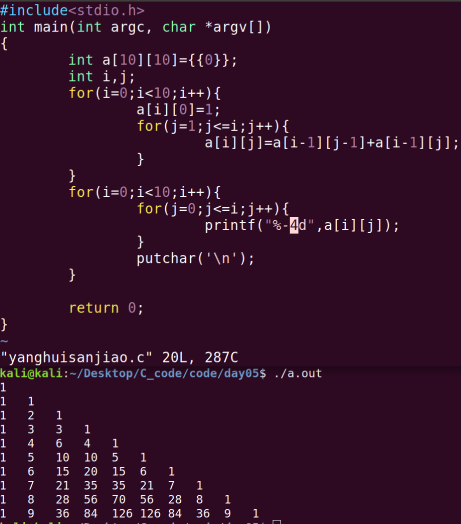 #include<stdio.h>
int main(int argc, char *argv[])
{
        int a[10][10]={{0}};
        int i,j;
        for(i=0;i<10;i++){
                a[i][0]=1;
                for(j=1;j<=i;j++){
                        a[i][j]=a[i-1][j-1]+a[i-1][j];
                }
        }
        for(i=0;i<10;i++){
                for(j=0;j<=i;j++){
                        printf("%-4d",a[i][j]);
                }
                putchar('\n');
        }

        return 0;
}
~
"yanghuisanjiao.c" 20L, 287C
kali@kali:~/Desktop/C_code/code/day05$ ./a.out
1
1   1
1   2   1
1   3   3   1
1   4   6   4   1
1   5   10  10  5   1
1   6   15  20  15  6   1
1   7   21  35  35  21  7   1
1   8   28  56  70  56  28  8   1
1   9   36  84  126 126 84  36  9   1